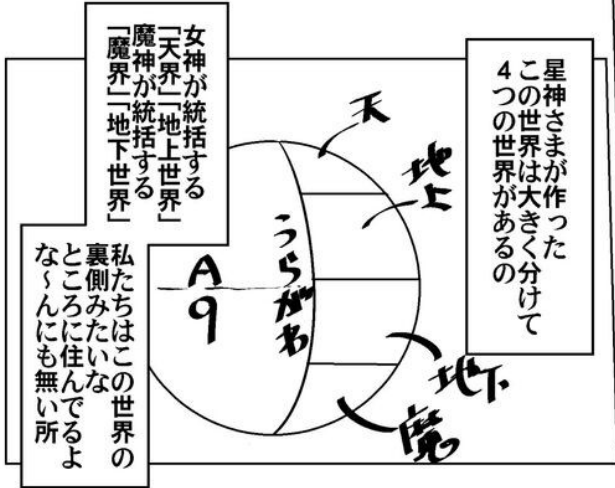 星神さまが作った
この世界は大きく分けて
4つの世界があるの
天
地上
うらがわ
地下
魔
女神が統括する
「天界」「地上世界」
魔神が統括する
「魔界」「地下世界」
A
9
私たちはこの世界の
裏側みたいな
ところに住んでるよ
な～んにも無い所